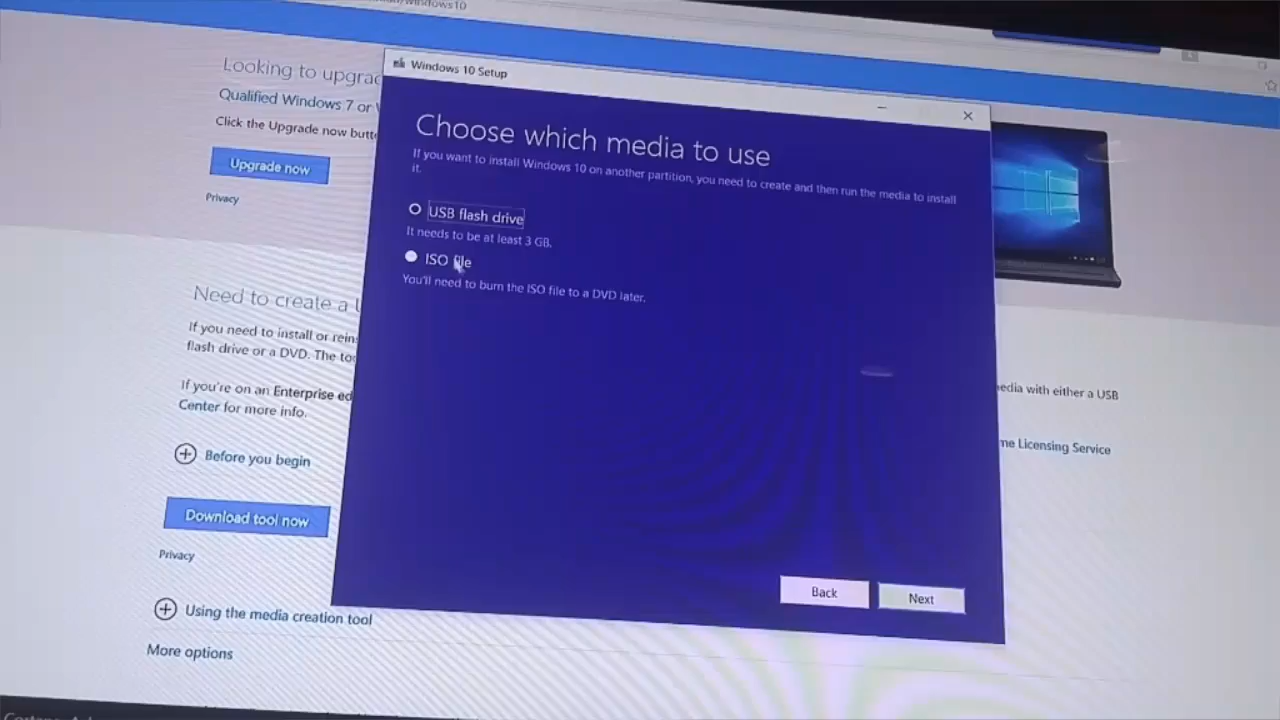 windows10
Looking to upgrad
Qualified Windows 7 or
Click the Upgrade now butto
Upgrade now
Privacy
Need to create a
If you need to install or reins
flash drive or a DVD. The too
If you're on an Enterprise ed
Center for more info.
Before you begin
Download tool now
Privacy
Using the media creation tool
More options
Windows 10 Setup
Choose which media to use
If you want to install Windows 10 on another partition, you need to create and then run the media to install
it.
USB flash drive
It needs to be at least 3 GB.
ISO file
You'll need to burn the ISO file to a DVD later.
Back
Next
media with either a USB
me Licensing Service